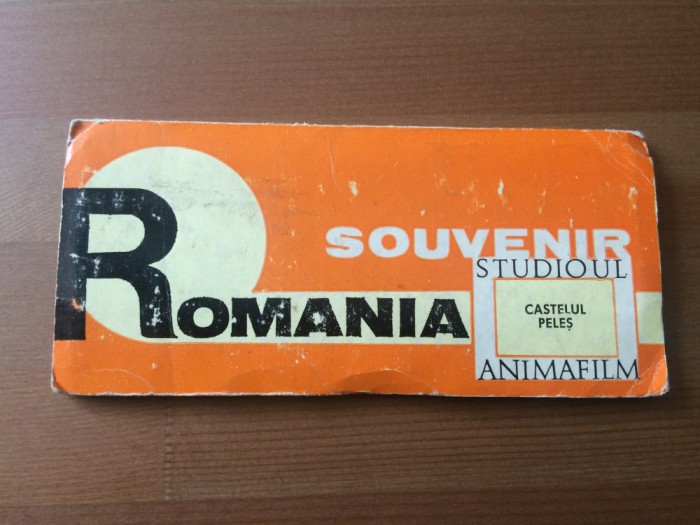 SOUVENIR
ROMANIA
STUDIOUL
CASTELUL
PELEȘ
ANIMAFILM